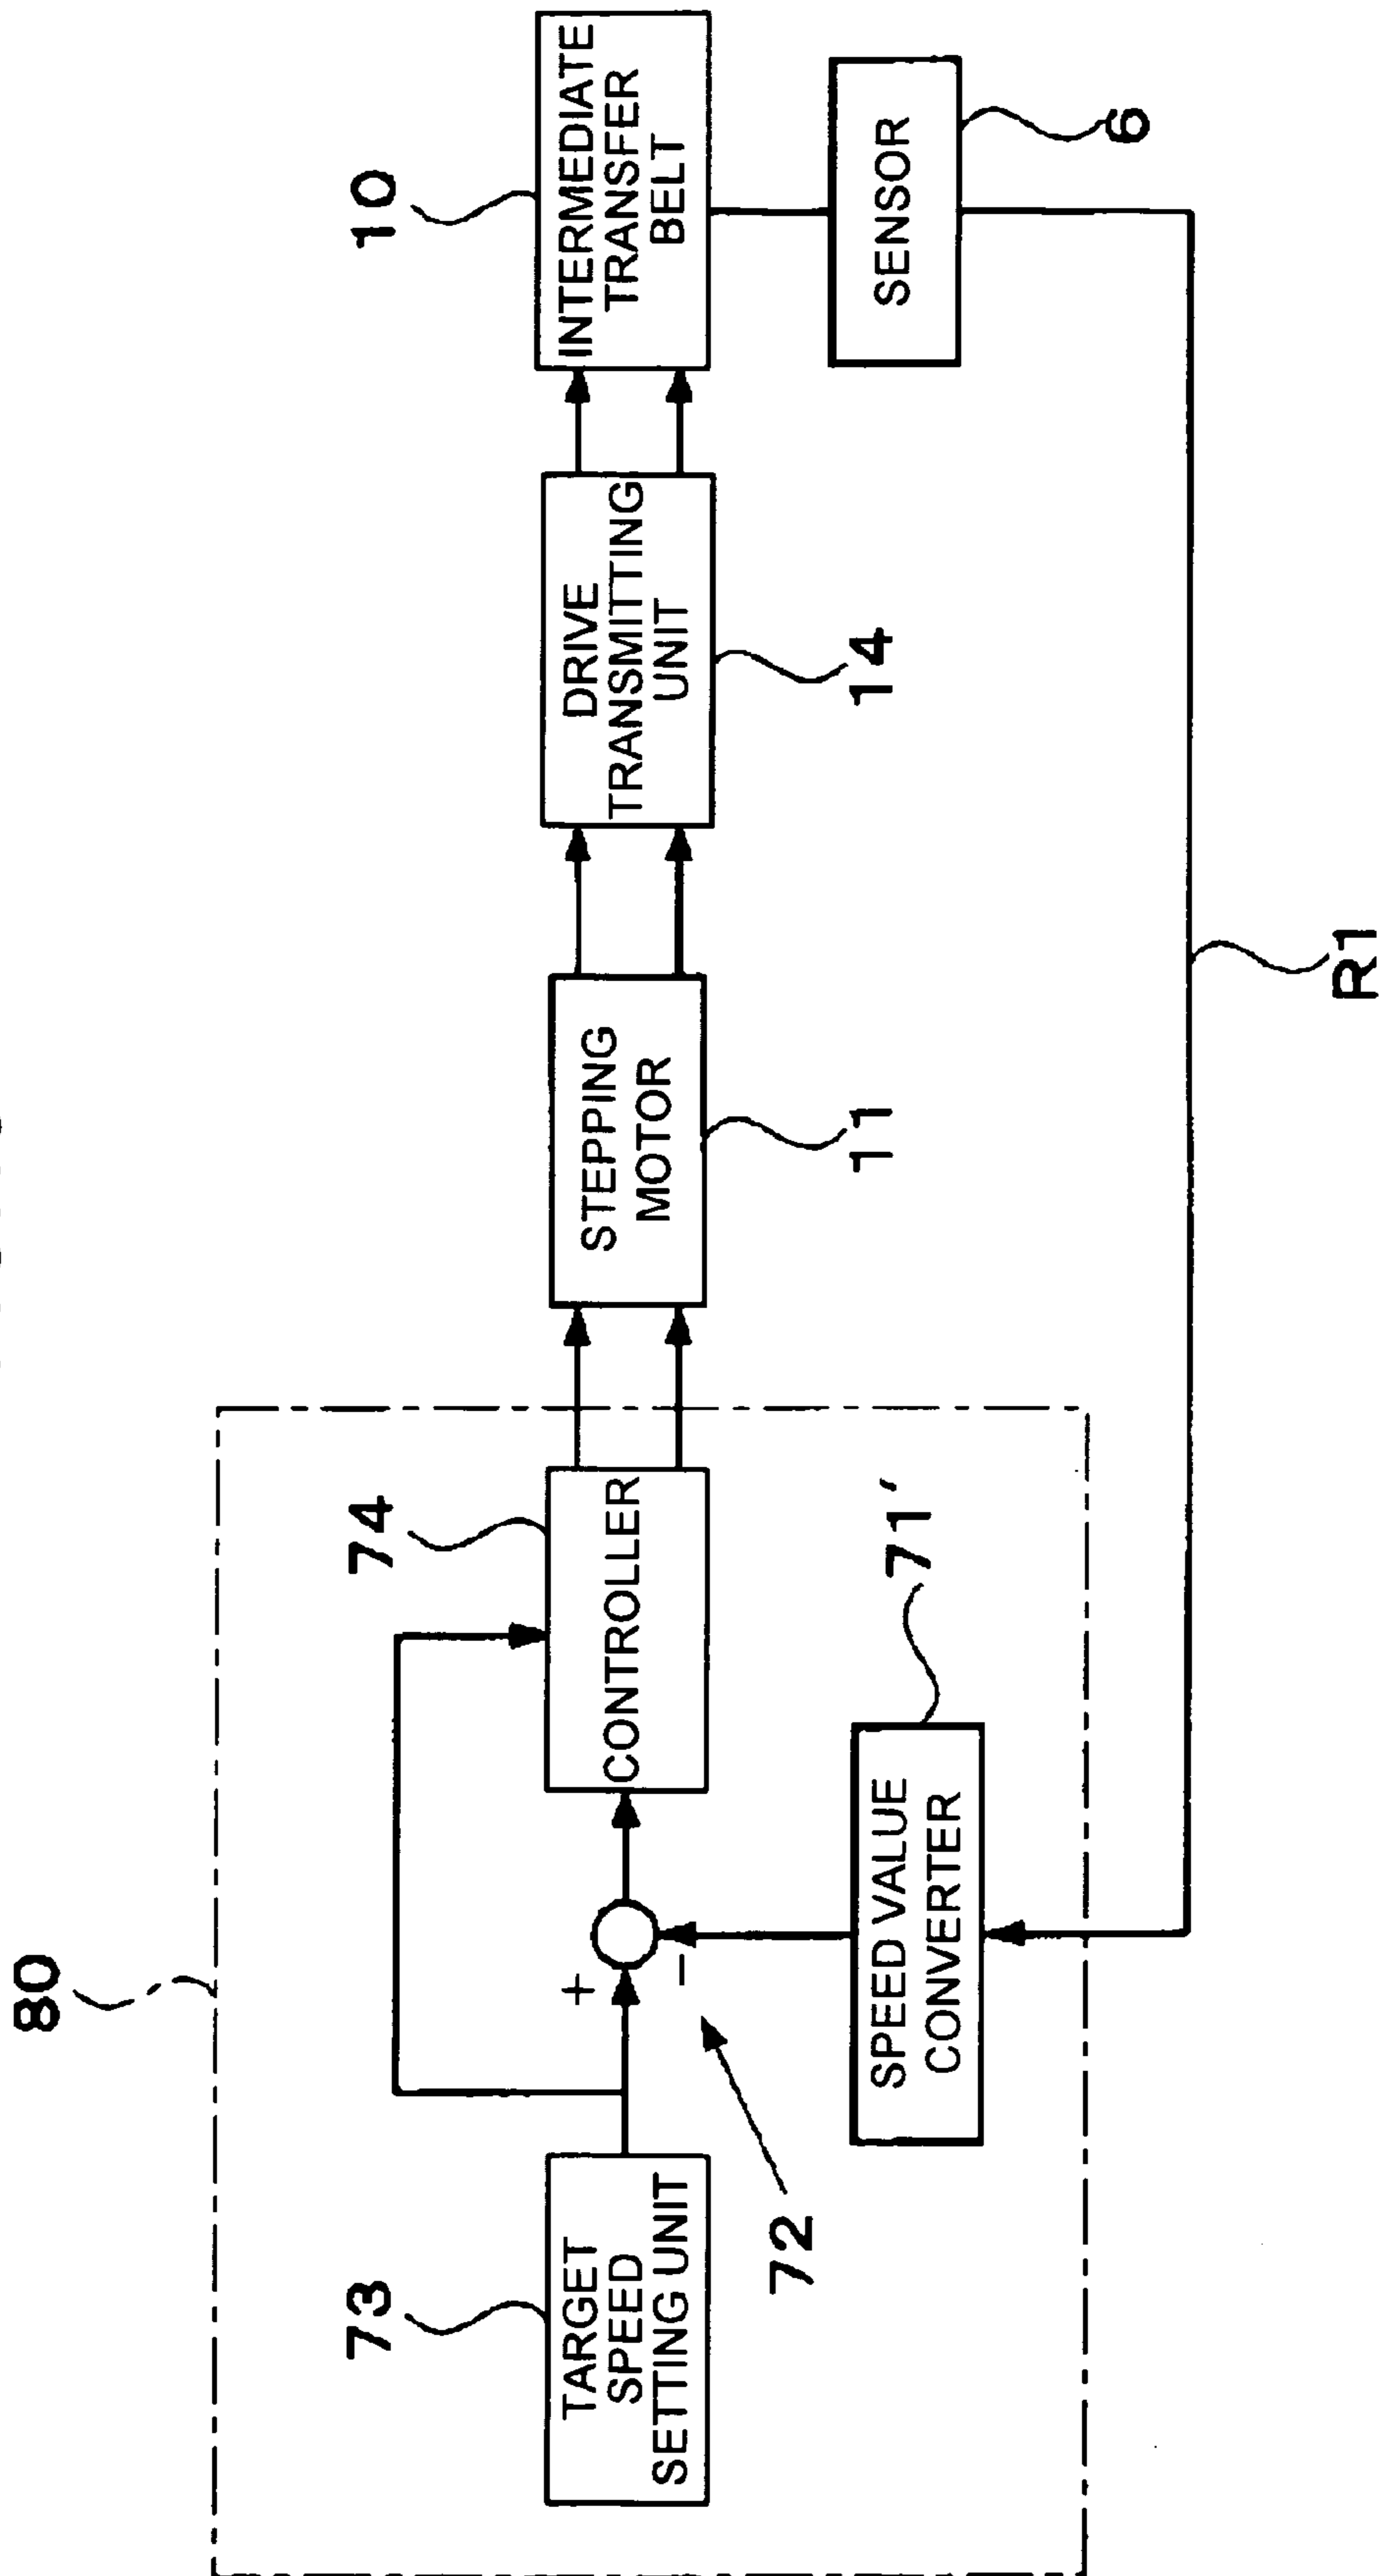 80
73
TARGET
SPEED
SETTING UNIT
+
−
72
74
CONTROLLER
SPEED VALUE
CONVERTER
71′
STEPPING
MOTOR
11
DRIVE
TRANSMITTING
UNIT
14
10
INTERMEDIATE
TRANSFER
BELT
SENSOR
6
R1